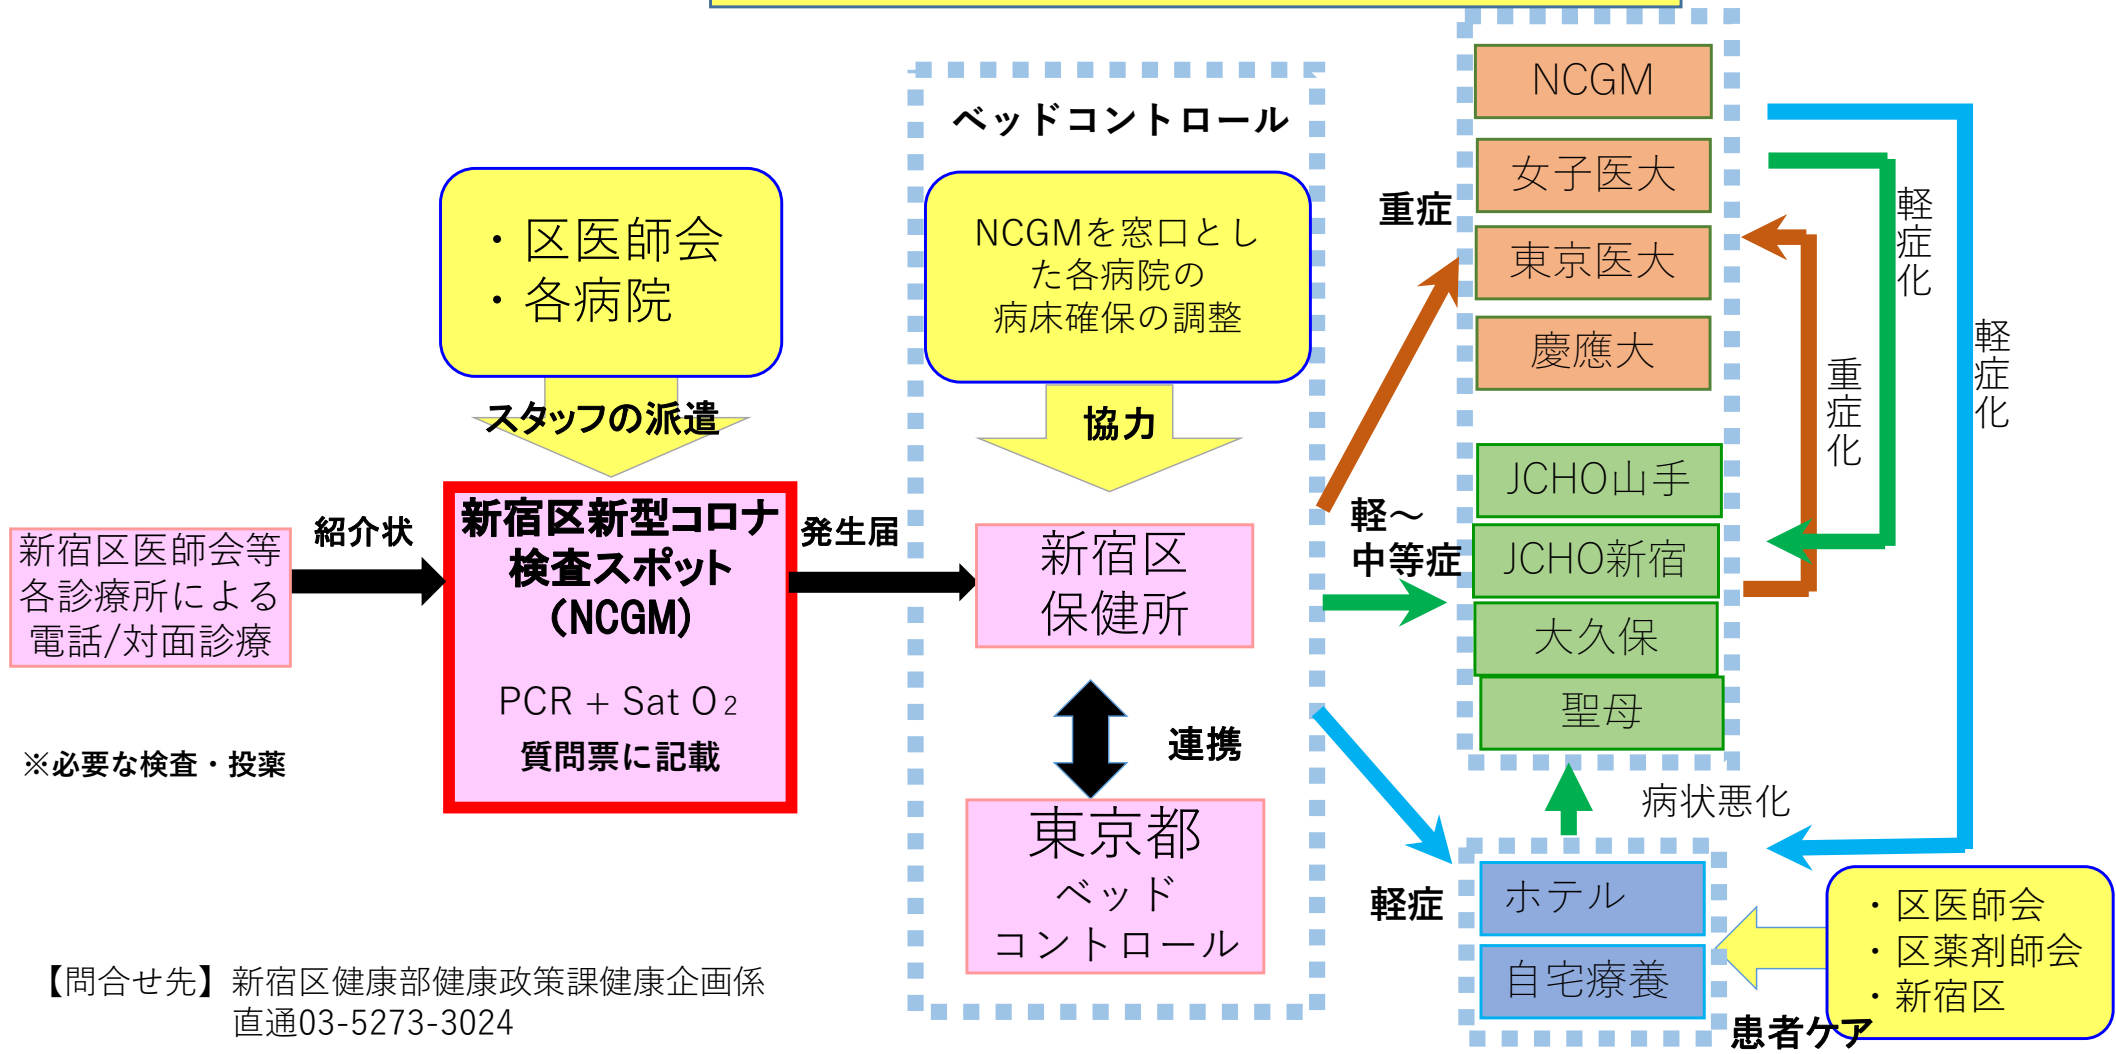 ベッドコントロール
・区医師会
・各病院
スタッフの派遣
NCGMを窓口とし
た各病院の
病床確保の調整
協力
新宿区医師会等
各診療所による
電話/対面診療
※必要な検査・投薬
紹介状
新宿区新型コロナ
検査スポット
(NCGM)
PCR + Sat O2
質問票に記載
発生届
新宿区
保健所
連携
東京都
ベッド
コントロール
重症
NCGM
女子医大
東京医大
慶應大
軽～
中等症
JCHO山手
JCHO新宿
大久保
聖母
軽症化
重症化
軽症化
病状悪化
軽症
ホテル
自宅療養
・区医師会
・区薬剤師会
・新宿区
患者ケア
【問合せ先】新宿区健康部健康政策課健康企画係
直通03-5273-3024